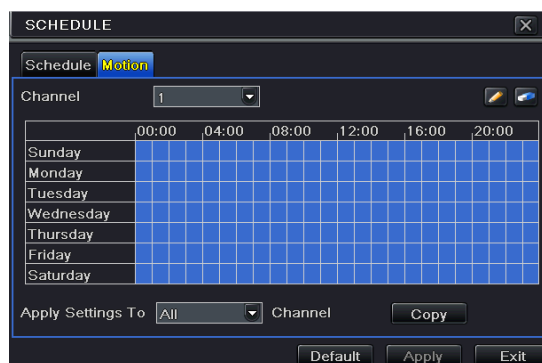 SCHEDULE
Schedule Motion
Channel 1
00:00 04:00 08:00 12:00 16:00 20:00
Sunday
Monday
Tuesday
Wednesday
Thursday
Friday
Saturday
Apply Settings To All Channel Copy
Default Apply Exit